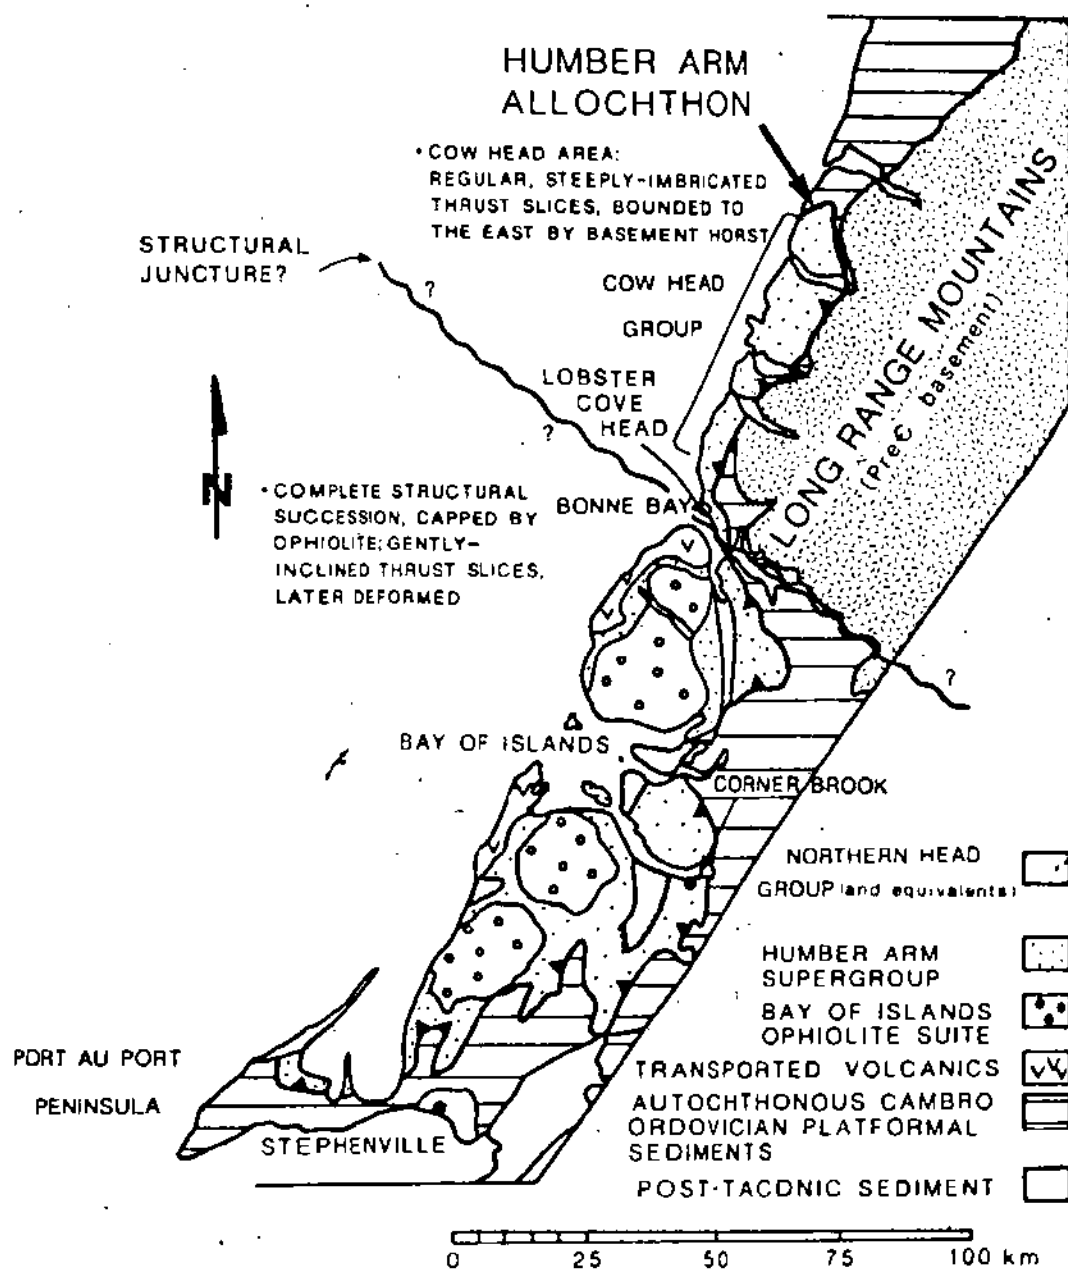 HUMBER ARM
ALLOCHTHON
• COW HEAD AREA:
REGULAR, STEEPLY-IMBRICATED
THRUST SLICES, BOUNDED TO
THE EAST BY BASEMENT HORST
STRUCTURAL
JUNCTURE?
?
COW HEAD
GROUP
LONG RANGE MOUNTAINS
(PreЄ basement)
LOBSTER
COVE
HEAD
?
N
BONNE BAY
• COMPLETE STRUCTURAL
SUCCESSION, CAPPED BY
OPHIOLITE; GENTLY-
INCLINED THRUST SLICES,
LATER DEFORMED
?
BAY OF ISLANDS
CORNER BROOK
NORTHERN HEAD
GROUP (and equivalents)
HUMBER ARM
SUPERGROUP
BAY OF ISLANDS
OPHIOLITE SUITE
TRANSPORTED VOLCANICS
AUTOCHTHONOUS CAMBRO
ORDOVICIAN PLATFORMAL
SEDIMENTS
POST-TACONIC SEDIMENT
PORT AU PORT
PENINSULA
STEPHENVILLE
0 25 50 75 100 km